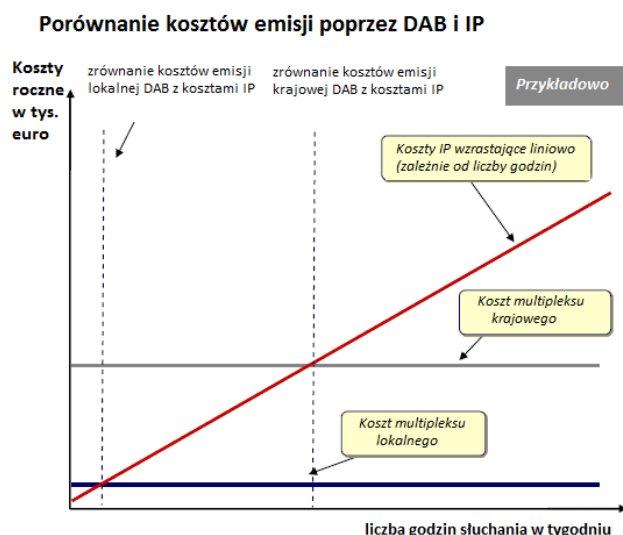 Porównanie kosztów emisji poprzez DAB i IP
Koszty
roczne
w tys.
euro
zrównanie kosztów emisji
lokalnej DAB z kosztami IP
zrównanie kosztów emisji
krajowej DAB z kosztami IP
Przykładowo
Koszty IP wzrastające liniowo
(zależnie od liczby godzin)
Koszt multipleksu
krajowego
Koszt multipleksu
lokalnego
liczba godzin słuchania w tygodniu